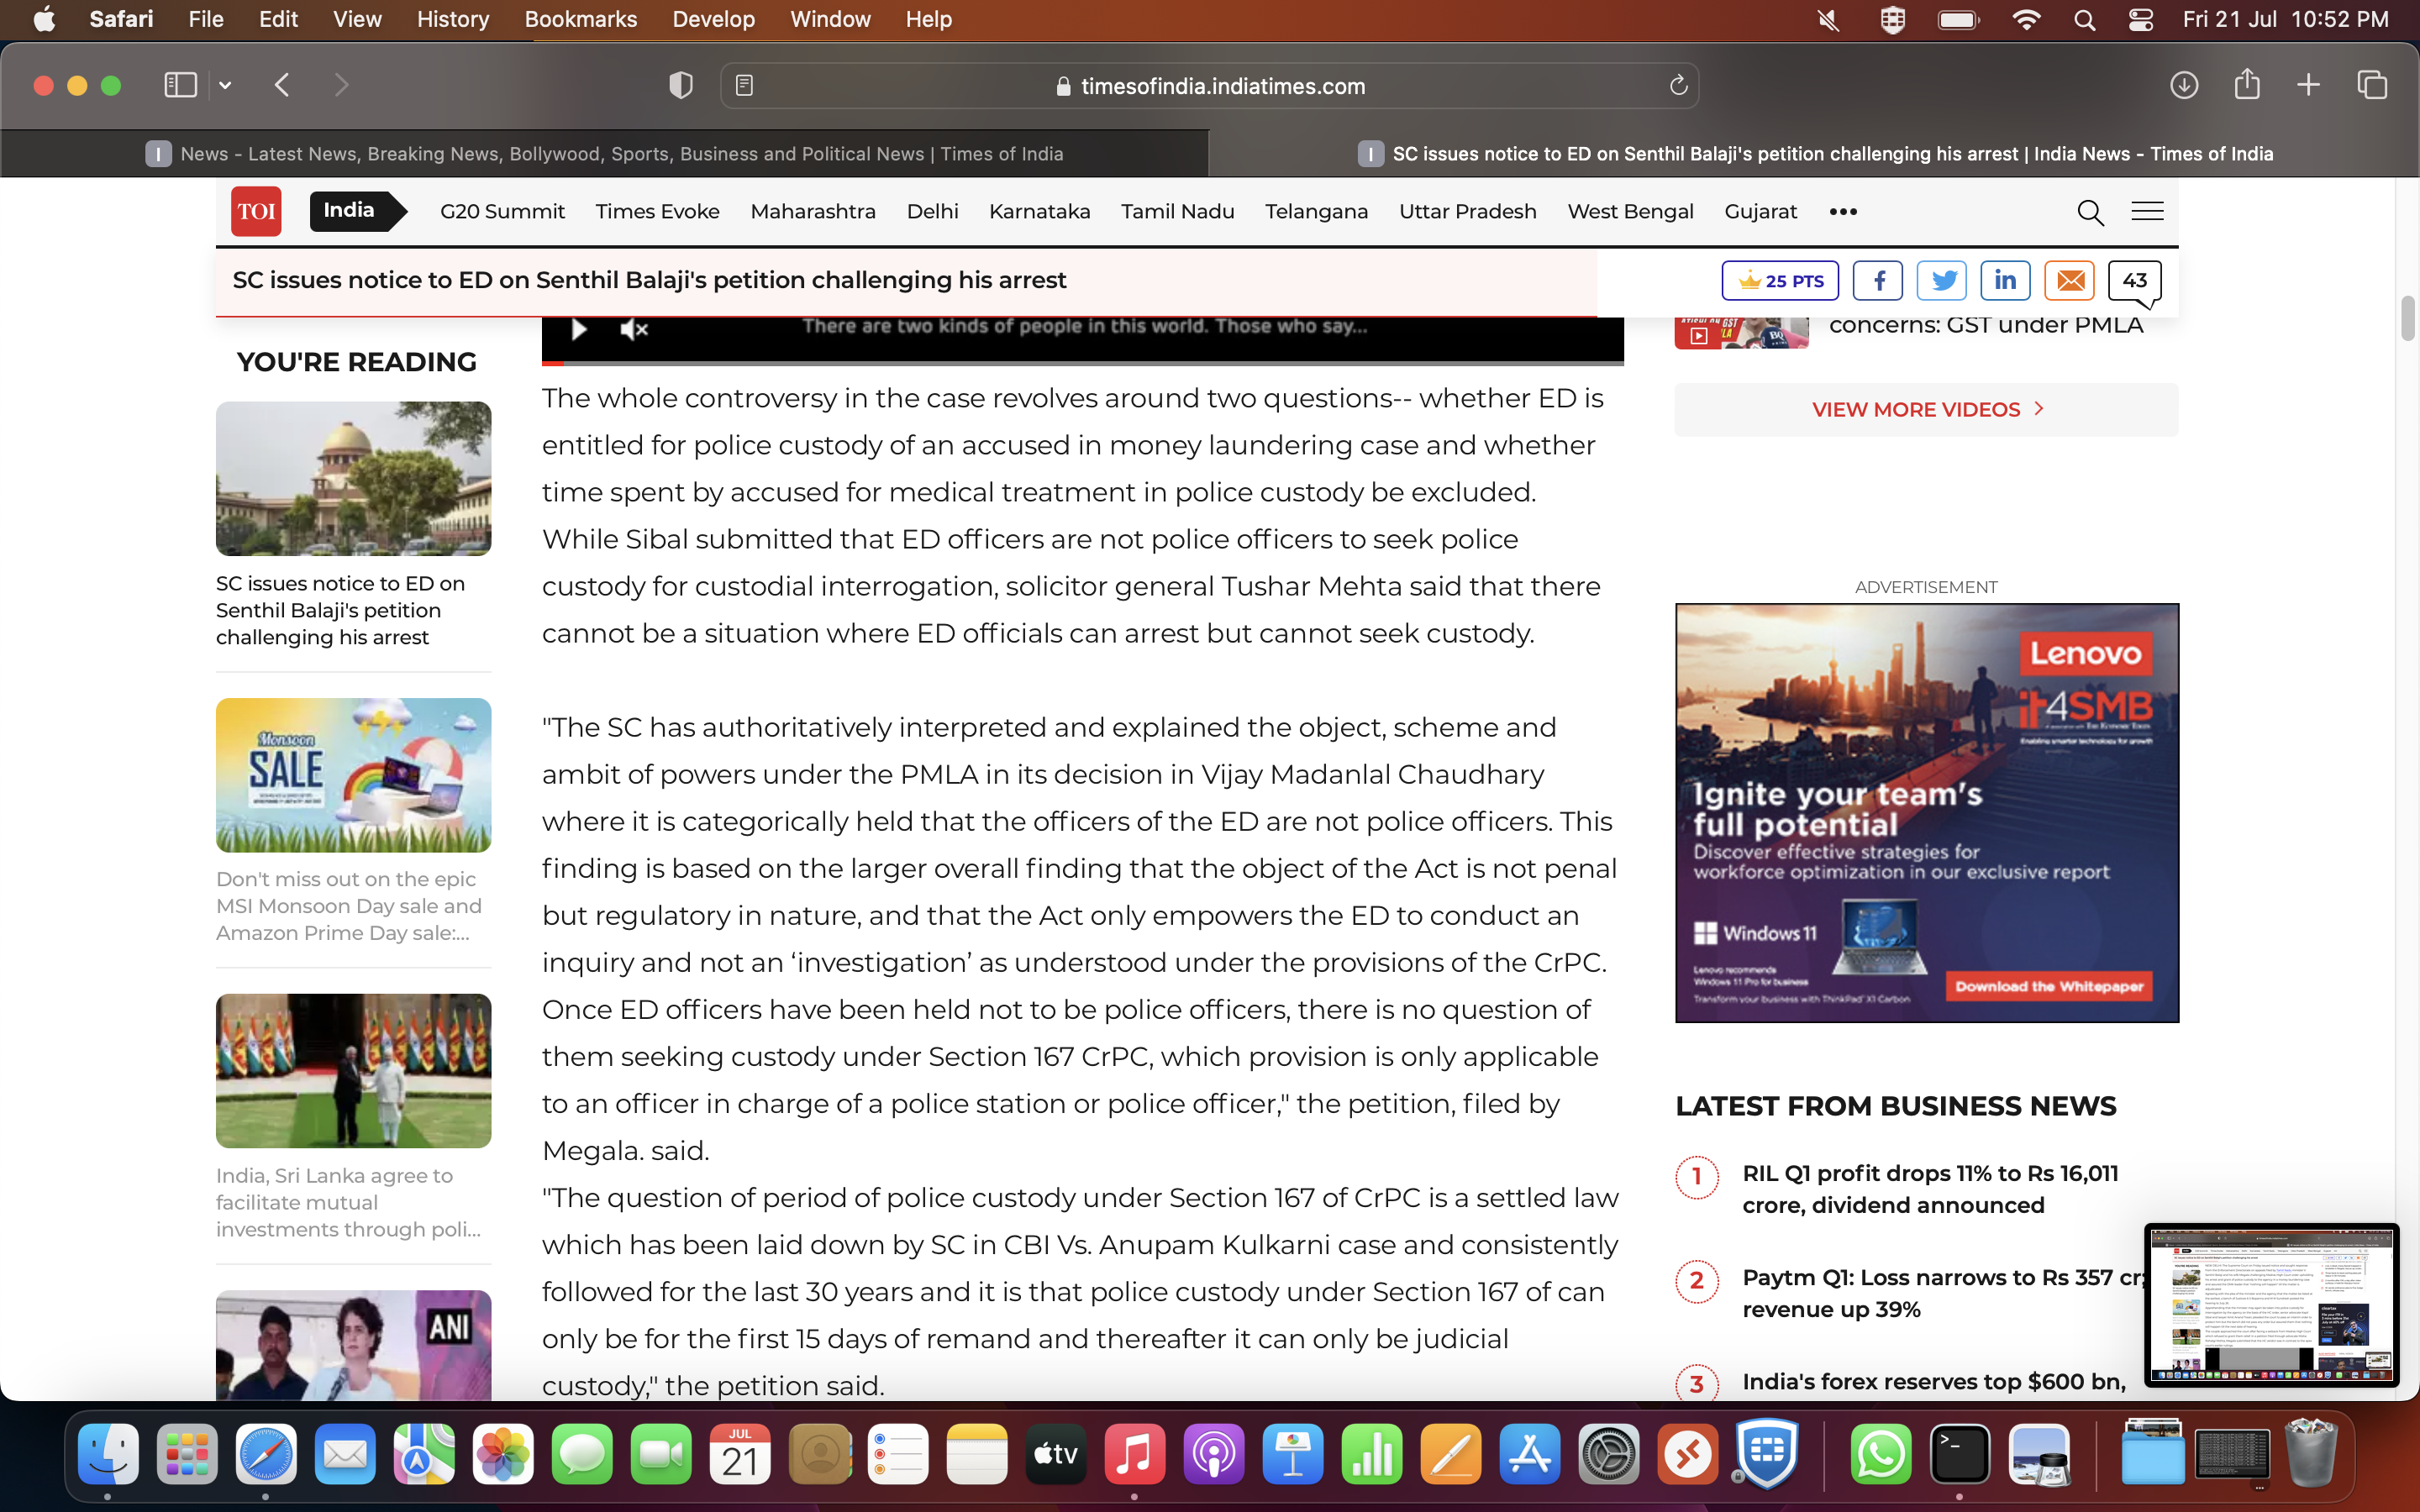 Safari File Edit View History Bookmarks Develop Window Help Fri 21 Jul 10:52 PM
timesofindia.indiatimes.com
I News - Latest News, Breaking News, Bollywood, Sports, Business and Political News | Times of India
I SC issues notice to ED on Senthil Balaji's petition challenging his arrest | India News - Times of India
TOI India G20 Summit Times Evoke Maharashtra Delhi Karnataka Tamil Nadu Telangana Uttar Pradesh West Bengal Gujarat •••
SC issues notice to ED on Senthil Balaji's petition challenging his arrest
25 PTS f in 43
YOU'RE READING
SC issues notice to ED on
Senthil Balaji's petition
challenging his arrest
Monsoon
SALE
Don't miss out on the epic
MSI Monsoon Day sale and
Amazon Prime Day sale:...
India, Sri Lanka agree to
facilitate mutual
investments through poli...
ANI
There are two kinds of people in this world. Those who say...
The whole controversy in the case revolves around two questions-- whether ED is
entitled for police custody of an accused in money laundering case and whether
time spent by accused for medical treatment in police custody be excluded.
While Sibal submitted that ED officers are not police officers to seek police
custody for custodial interrogation, solicitor general Tushar Mehta said that there
cannot be a situation where ED officials can arrest but cannot seek custody.
"The SC has authoritatively interpreted and explained the object, scheme and
ambit of powers under the PMLA in its decision in Vijay Madanlal Chaudhary
where it is categorically held that the officers of the ED are not police officers. This
finding is based on the larger overall finding that the object of the Act is not penal
but regulatory in nature, and that the Act only empowers the ED to conduct an
inquiry and not an ‘investigation’ as understood under the provisions of the CrPC.
Once ED officers have been held not to be police officers, there is no question of
them seeking custody under Section 167 CrPC, which provision is only applicable
to an officer in charge of a police station or police officer," the petition, filed by
Megala. said.
"The question of period of police custody under Section 167 of CrPC is a settled law
which has been laid down by SC in CBI Vs. Anupam Kulkarni case and consistently
followed for the last 30 years and it is that police custody under Section 167 of can
only be for the first 15 days of remand and thereafter it can only be judicial
custody," the petition said.
GST
BQ
concerns: GST under PMLA
VIEW MORE VIDEOS
ADVERTISEMENT
Lenovo
it4SMB
Enabling smarter technology for growth
Ignite your team's
full potential
Discover effective strategies for
workforce optimization in our exclusive report
Windows 11
Lenovo recommends
Windows 11 Pro for business
Transform your business with ThinkPad X1 Carbon
Download the Whitepaper
LATEST FROM BUSINESS NEWS
1 RIL Q1 profit drops 11% to Rs 16,011
crore, dividend announced
2 Paytm Q1: Loss narrows to Rs 357 cr;
revenue up 39%
3 India's forex reserves top $600 bn,
JUL
21
tv
>_